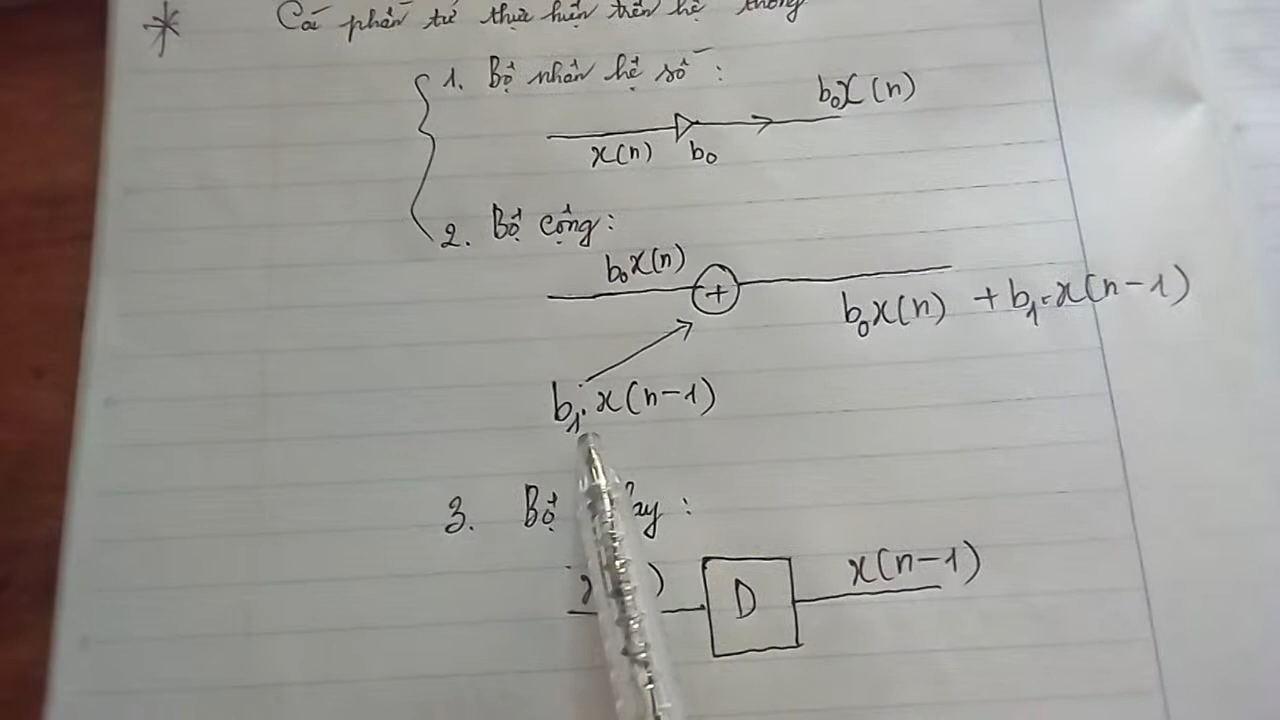 * Các phần tử thực hiện trên hệ thống
1. Bộ nhân hệ số:
b₀x(n)
x(n) b₀
2. Bộ cộng:
b₀x(n)
+
b₀x(n) + b₁.x(n-1)
b₁.x(n-1)
3. Bộ :
x(n-1)
D